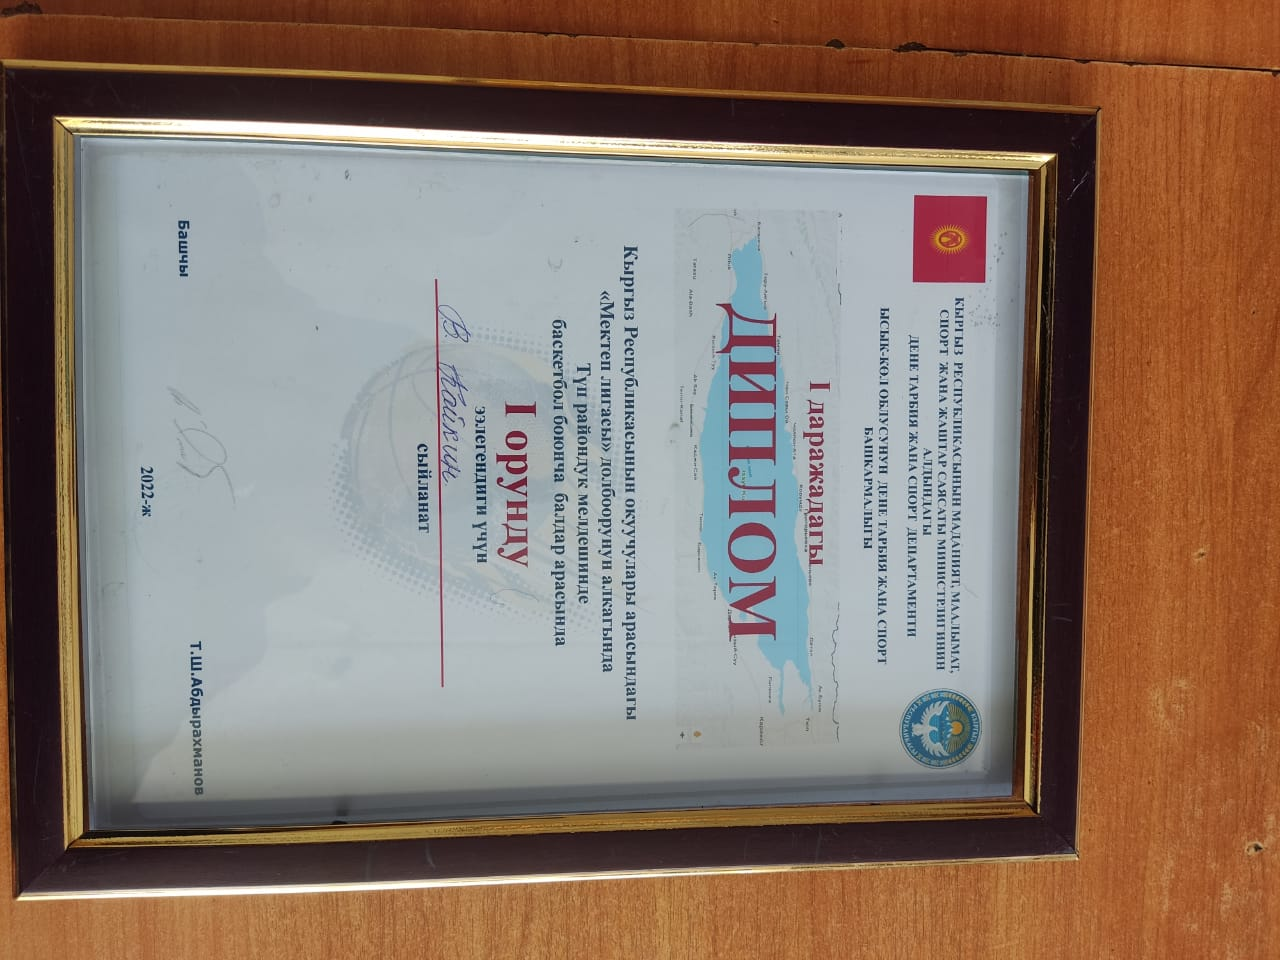 КЫРГЫЗ РЕСПУБЛИКАСЫНЫН МАДАНИЯТ, МААЛЫМАТ,
СПОРТ ЖАНА ЖАШТАР САЯСАТЫ МИНИСТРЛИГИНИН
АЛДЫНДАГЫ
ДЕНЕ ТАРБИЯ ЖАНА СПОРТ ДЕПАРТАМЕНТИ
ЫСЫК-КӨЛ ОБЛУСУНУН ДЕНЕ ТАРБИЯ ЖАНА СПОРТ
БАШКАРМАЛЫГЫ
I даражадагы
ДИПЛОМ
Кыргыз Республикасынын окуучулары арасындагы
«Мектеп лигасы» долбоорунун алкагында
Түп райондук мелдешинде
баскетбол боюнча балдар арасында
I орунду
ээлегендиги үчүн
В. Кайкин
сыйланат
Башчы
Т.Ш.Абдырахманов
2022-ж